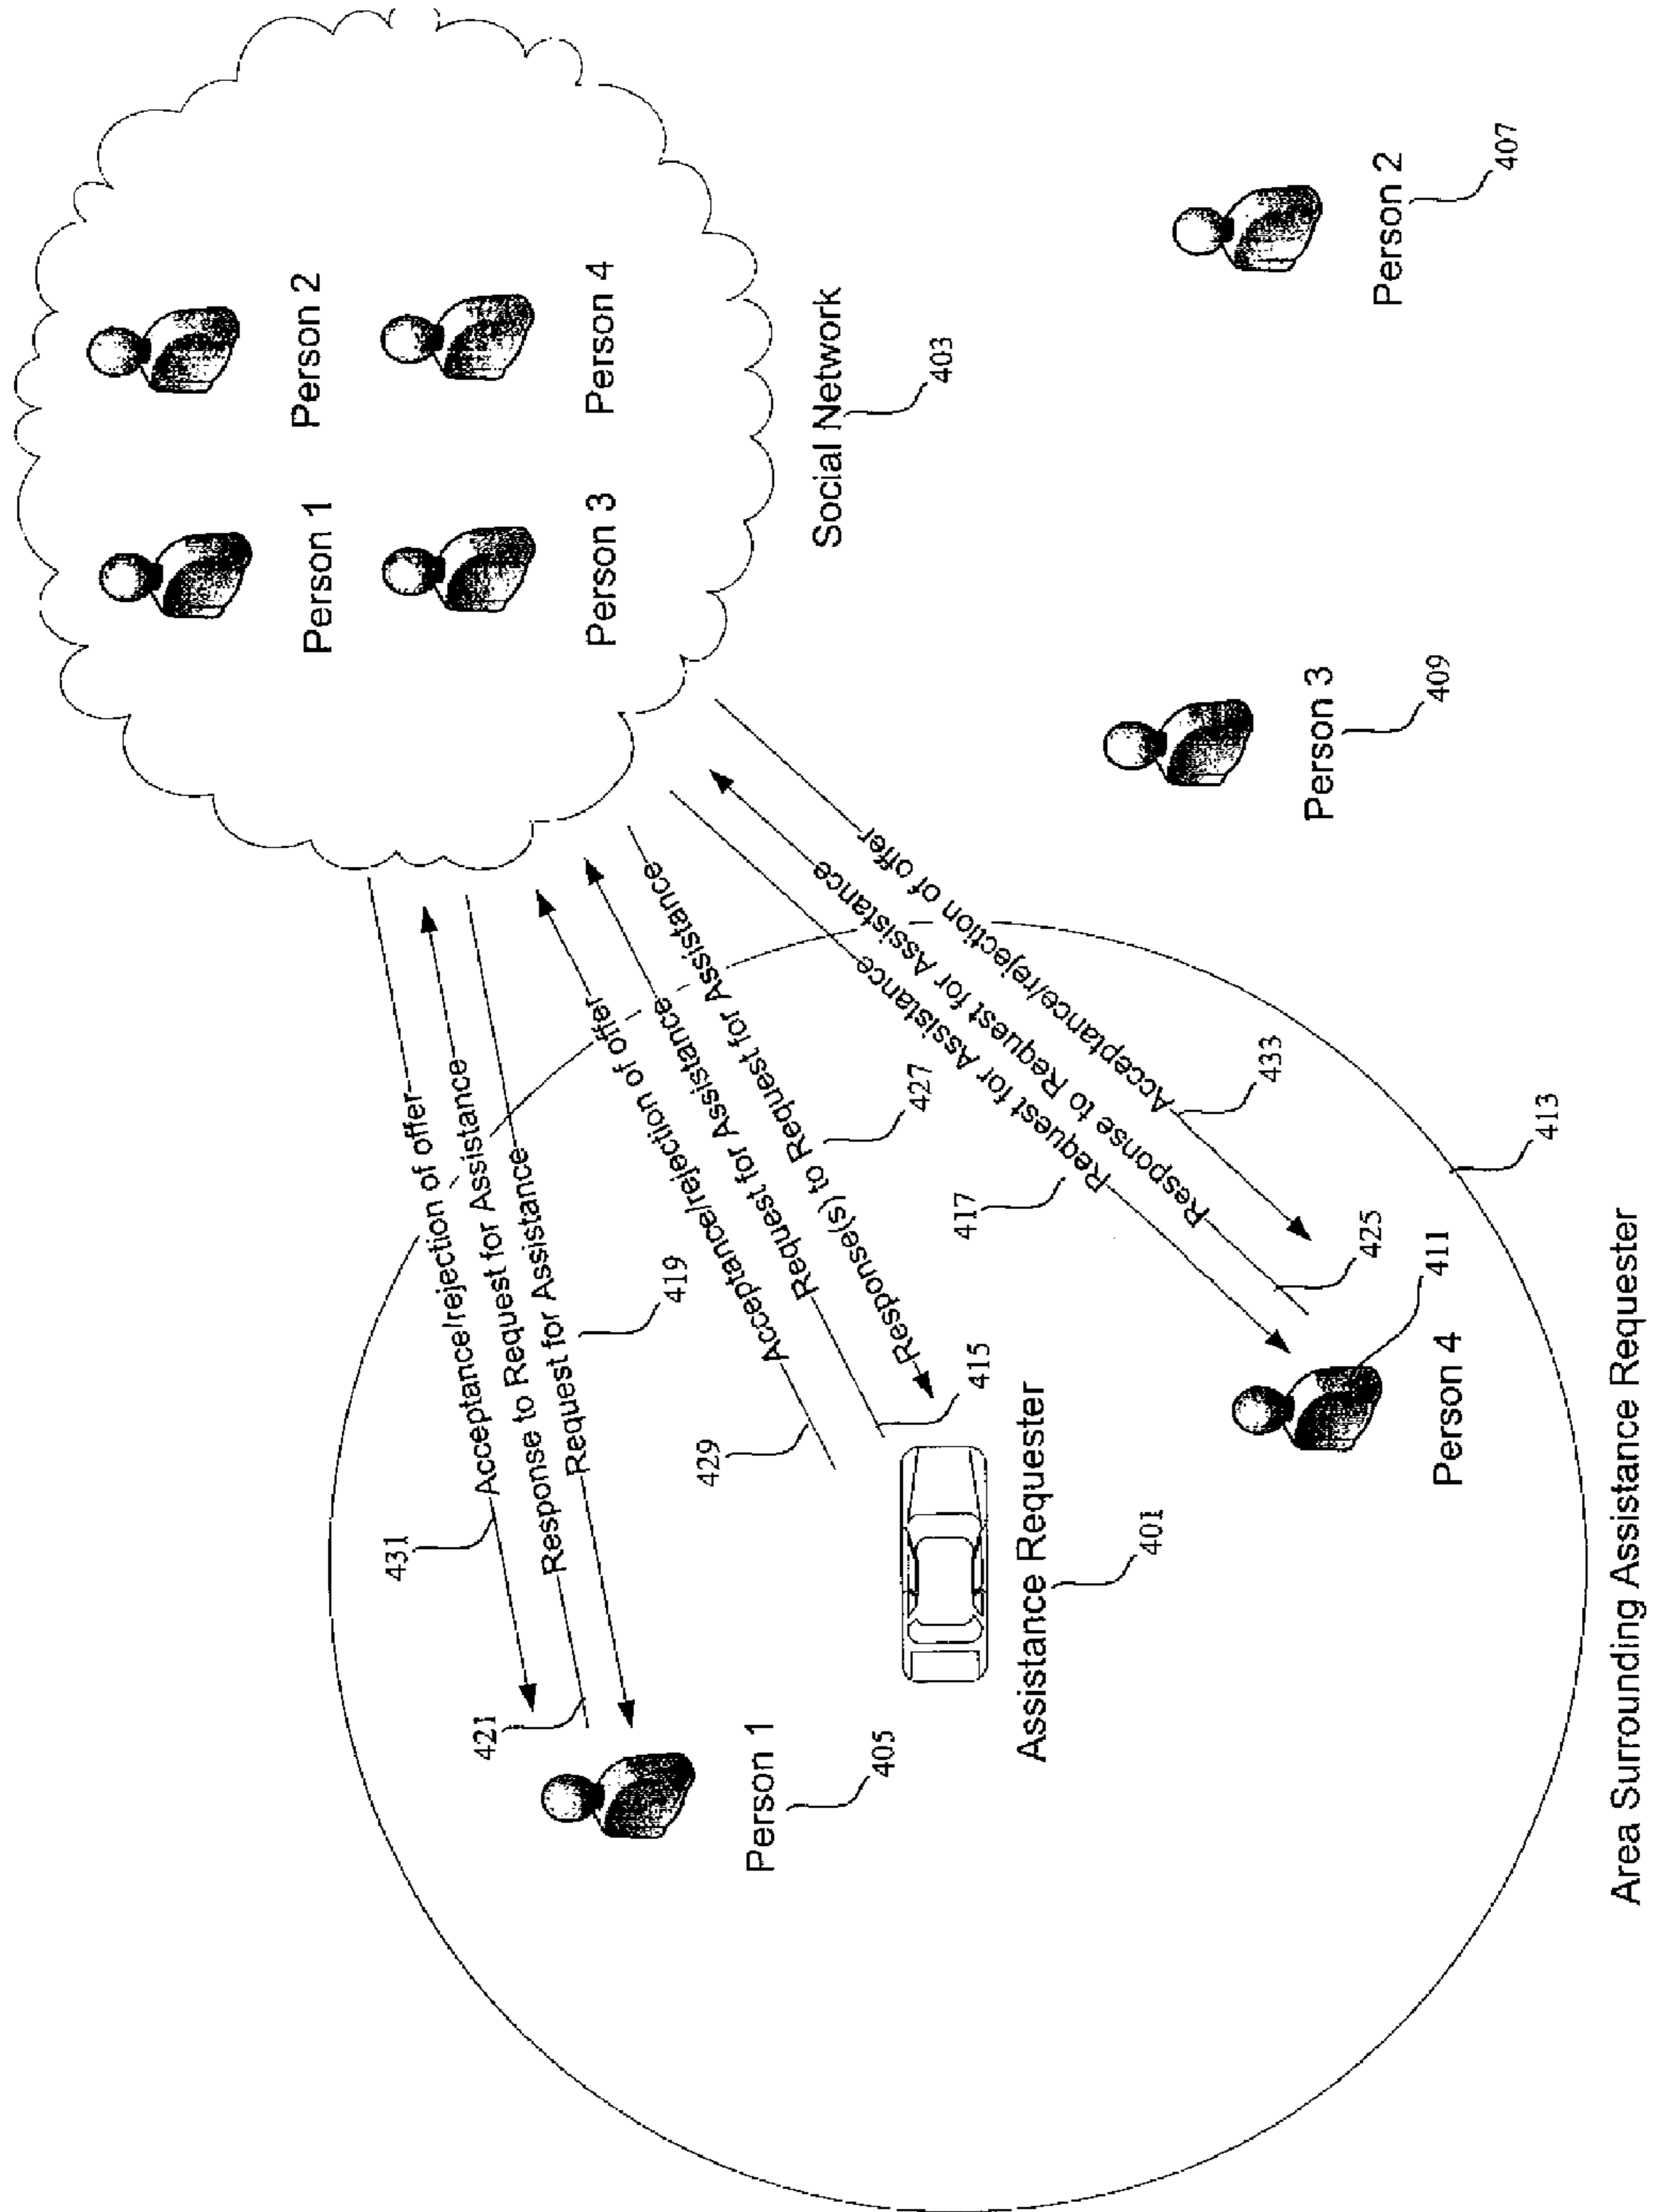 Person 1
Person 2
Person 3
Person 4
Social Network
403
Acceptance/rejection of offer
431
Response to Request for Assistance
421
Request for Assistance
419
Acceptance/rejection of offer
429
Request for Assistance
415
Response(s) to Request for Assistance
427
Request for Assistance
417
Response to Request for Assistance
425
Acceptance/rejection of offer
433
Person 1
405
Assistance Requester
401
Person 4
411
Person 3
409
Person 2
407
413
Area Surrounding Assistance Requester